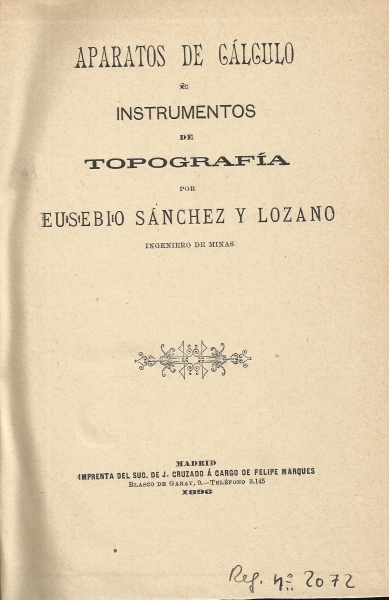 APARATOS DE CÁLCULO
É
INSTRUMENTOS
DE
TOPOGRAFÍA
POR
EUSEBIO SÁNCHEZ Y LOZANO
INGENIERO DE MINAS
MADRID
IMPRENTA DEL SUC. DE J. CRUZADO Á CARGO DE FELIPE MARQUES
BLASCO DE GARAY, 9.—TELÉFONO 3.145
1896
Reg. nº 2072